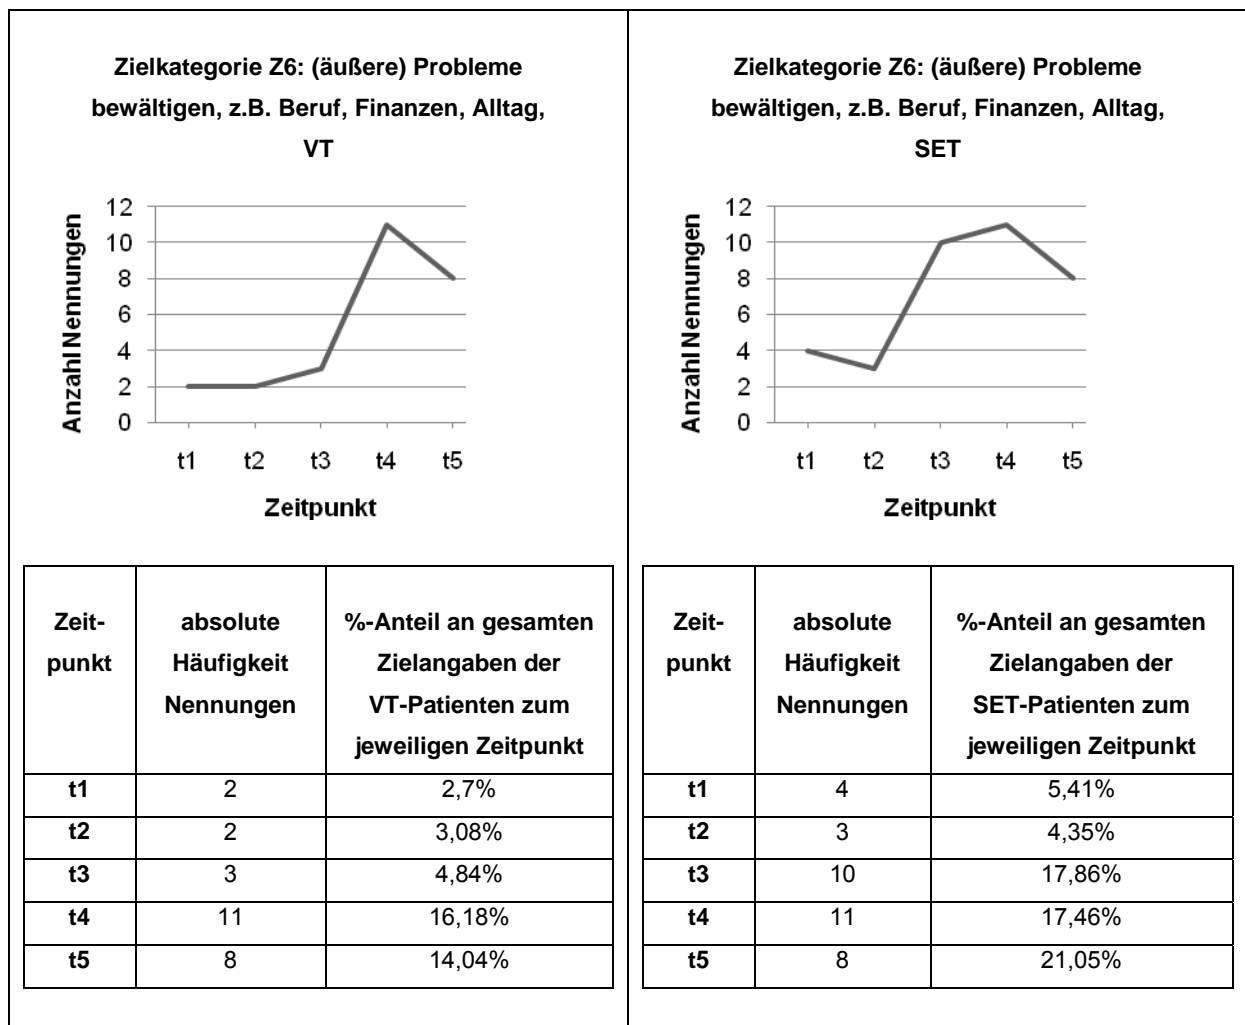 Zielkategorie Z6: (äußere) Probleme
bewältigen, z.B. Beruf, Finanzen, Alltag,
VT
Anzahl Nennungen
12
10
8
6
4
2
0
t1 t2 t3 t4 t5
Zeitpunkt
Zeit-
punkt
absolute
Häufigkeit
Nennungen
%-Anteil an gesamten
Zielangaben der
VT-Patienten zum
jeweiligen Zeitpunkt
t1 2 2,7%
t2 2 3,08%
t3 3 4,84%
t4 11 16,18%
t5 8 14,04%
Zielkategorie Z6: (äußere) Probleme
bewältigen, z.B. Beruf, Finanzen, Alltag,
SET
Anzahl Nennungen
12
10
8
6
4
2
0
t1 t2 t3 t4 t5
Zeitpunkt
Zeit-
punkt
absolute
Häufigkeit
Nennungen
%-Anteil an gesamten
Zielangaben der
SET-Patienten zum
jeweiligen Zeitpunkt
t1 4 5,41%
t2 3 4,35%
t3 10 17,86%
t4 11 17,46%
t5 8 21,05%